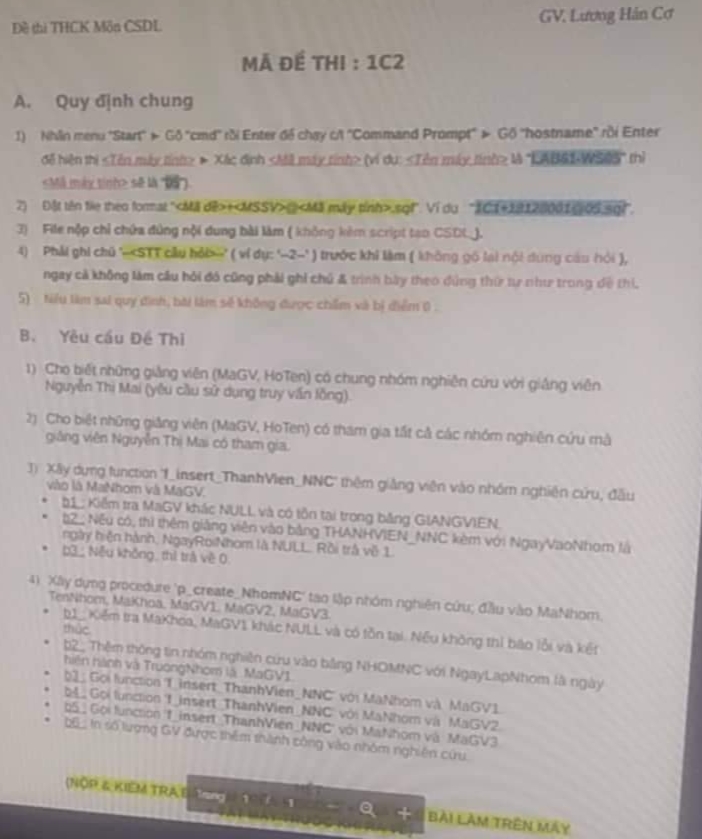 Đề thi THCK Môn CSDL
GV. Lương Hán Cơ
MÃ ĐỀ THI : 1C2
A. Quy định chung
1) Nhấn menu "Start" ➤ Gõ "cmd" rồi Enter để chạy c/t "Command Prompt" ➤ Gõ "hostname" rồi Enter
để hiện thị <Tên máy tính> ➤ Xác định <Mã máy tính> (ví dụ: <Tên máy tính> là "LAB61-WS05" thì
<Mã máy tính> sẽ là "05").
2) Đặt tên file theo format "<Mã đề>+<MSSV>@<Mã máy tính>.sql". Ví dụ "1C1+18128001@05.sql".
3) File nộp chỉ chứa đúng nội dung bài làm ( không kèm script tạo CSDL ).
4) Phải ghi chú '--<STT câu hỏi>--' ( ví dụ: '--2--' ) trước khi làm ( không gõ lại nội dung câu hỏi ),
ngay cả không làm câu hỏi đó cũng phải ghi chú & trình bày theo đúng thứ tự như trong đề thi.
5) Nếu làm sai quy định, bài làm sẽ không được chấm và bị điểm 0 .
B. Yêu cầu Đề Thi
1) Cho biết những giảng viên (MaGV, HoTen) có chung nhóm nghiên cứu với giảng viên
Nguyễn Thị Mai (yêu cầu sử dụng truy vấn lồng).
2) Cho biết những giảng viên (MaGV, HoTen) có tham gia tất cả các nhóm nghiên cứu mà
giảng viên Nguyễn Thị Mai có tham gia.
3) Xây dựng function 'f_insert_ThanhVien_NNC' thêm giảng viên vào nhóm nghiên cứu, đầu
vào là MaNhom và MaGV.
• b1_: Kiểm tra MaGV khác NULL và có tồn tại trong bảng GIANGVIEN.
• b2_: Nếu có, thì thêm giảng viên vào bảng THANHVIEN_NNC kèm với NgayVaoNhom là
ngày hiện hành, NgayRoiNhom là NULL. Rồi trả về 1.
• b3_: Nếu không, thì trả về 0.
4) Xây dựng procedure 'p_create_NhomNC' tạo lập nhóm nghiên cứu; đầu vào MaNhom,
TenNhom, MaKhoa, MaGV1, MaGV2, MaGV3.
• b1_: Kiểm tra MaKhoa, MaGV1 khác NULL và có tồn tại. Nếu không thì báo lỗi và kết
thúc.
• b2_: Thêm thông tin nhóm nghiên cứu vào bảng NHOMNC với NgayLapNhom là ngày
hiện hành và TruongNhom là MaGV1.
• b3_: Gọi function 'f_insert_ThanhVien_NNC' với MaNhom và MaGV1.
• b4_: Gọi function 'f_insert_ThanhVien_NNC' với MaNhom và MaGV2.
• b5_: Gọi function 'f_insert_ThanhVien_NNC' với MaNhom và MaGV3.
• b6_: In số lượng GV được thêm thành công vào nhóm nghiên cứu.
(NỘP & KIỂM TRA
Trang 1 / 1
BÀI LÀM TRÊN MÁY